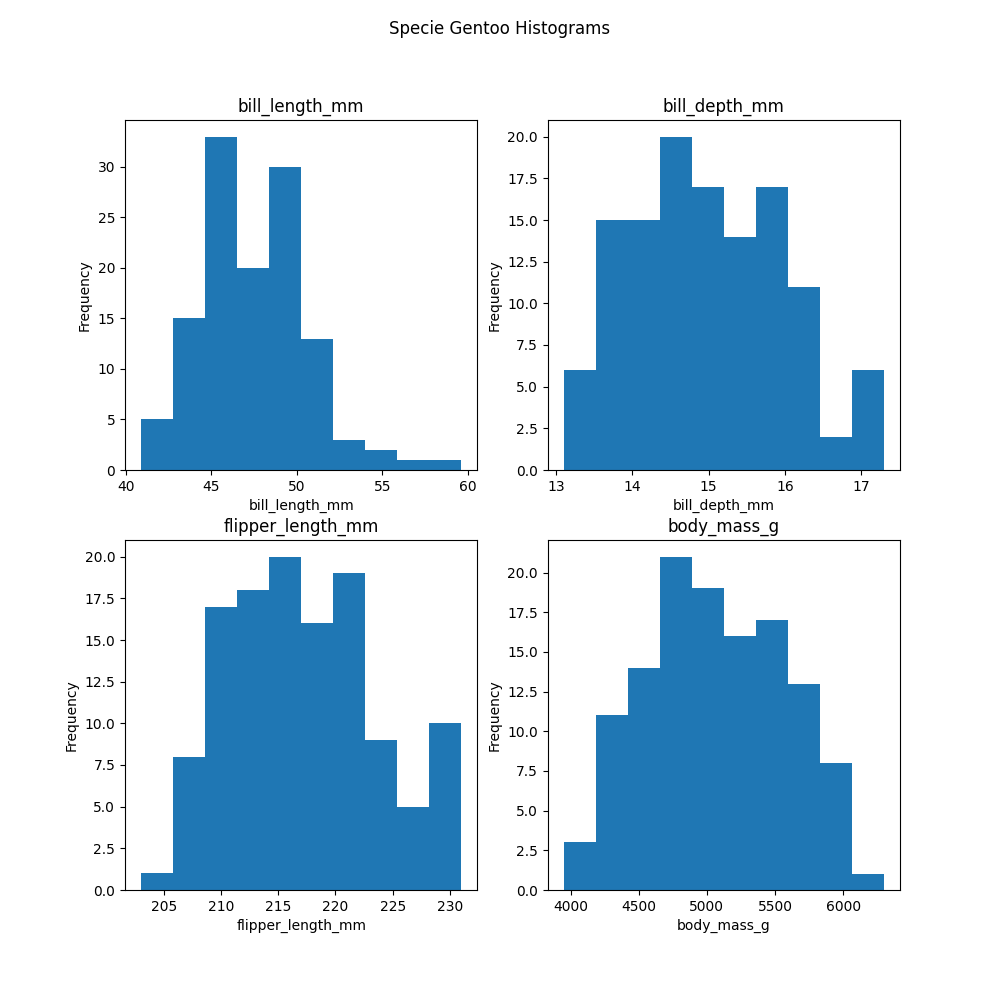 Specie Gentoo Histograms
bill_length_mm
Frequency
30
25
20
15
10
5
0
40 45 50 55 60
bill_length_mm
bill_depth_mm
Frequency
20.0
17.5
15.0
12.5
10.0
7.5
5.0
2.5
0.0
13 14 15 16 17
bill_depth_mm
flipper_length_mm
Frequency
20.0
17.5
15.0
12.5
10.0
7.5
5.0
2.5
0.0
205 210 215 220 225 230
flipper_length_mm
body_mass_g
Frequency
20.0
17.5
15.0
12.5
10.0
7.5
5.0
2.5
0.0
4000 4500 5000 5500 6000
body_mass_g